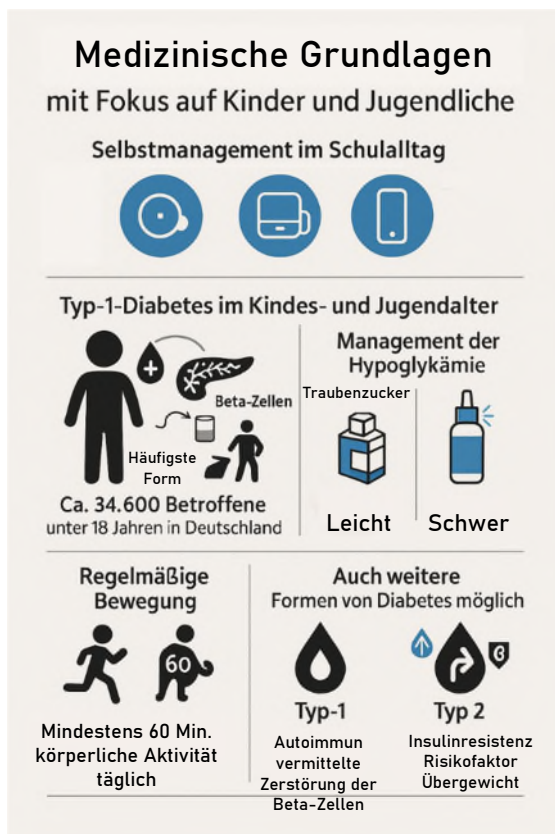 Medizinische Grundlagen
mit Fokus auf Kinder und Jugendliche
Selbstmanagement im Schulalltag
Typ-1-Diabetes im Kindes- und Jugendalter
Beta-Zellen
Häufigste
Form
Ca. 34.600 Betroffene
unter 18 Jahren in Deutschland
Management der
Hypoglykämie
Traubenzucker
Leicht
Schwer
Regelmäßige
Bewegung
60
Mindestens 60 Min.
körperliche Aktivität
täglich
Auch weitere
Formen von Diabetes möglich
Typ-1
Autoimmun
vermittelte
Zerstörung der
Beta-Zellen
Typ 2
Insulinresistenz
Risikofaktor
Übergewicht